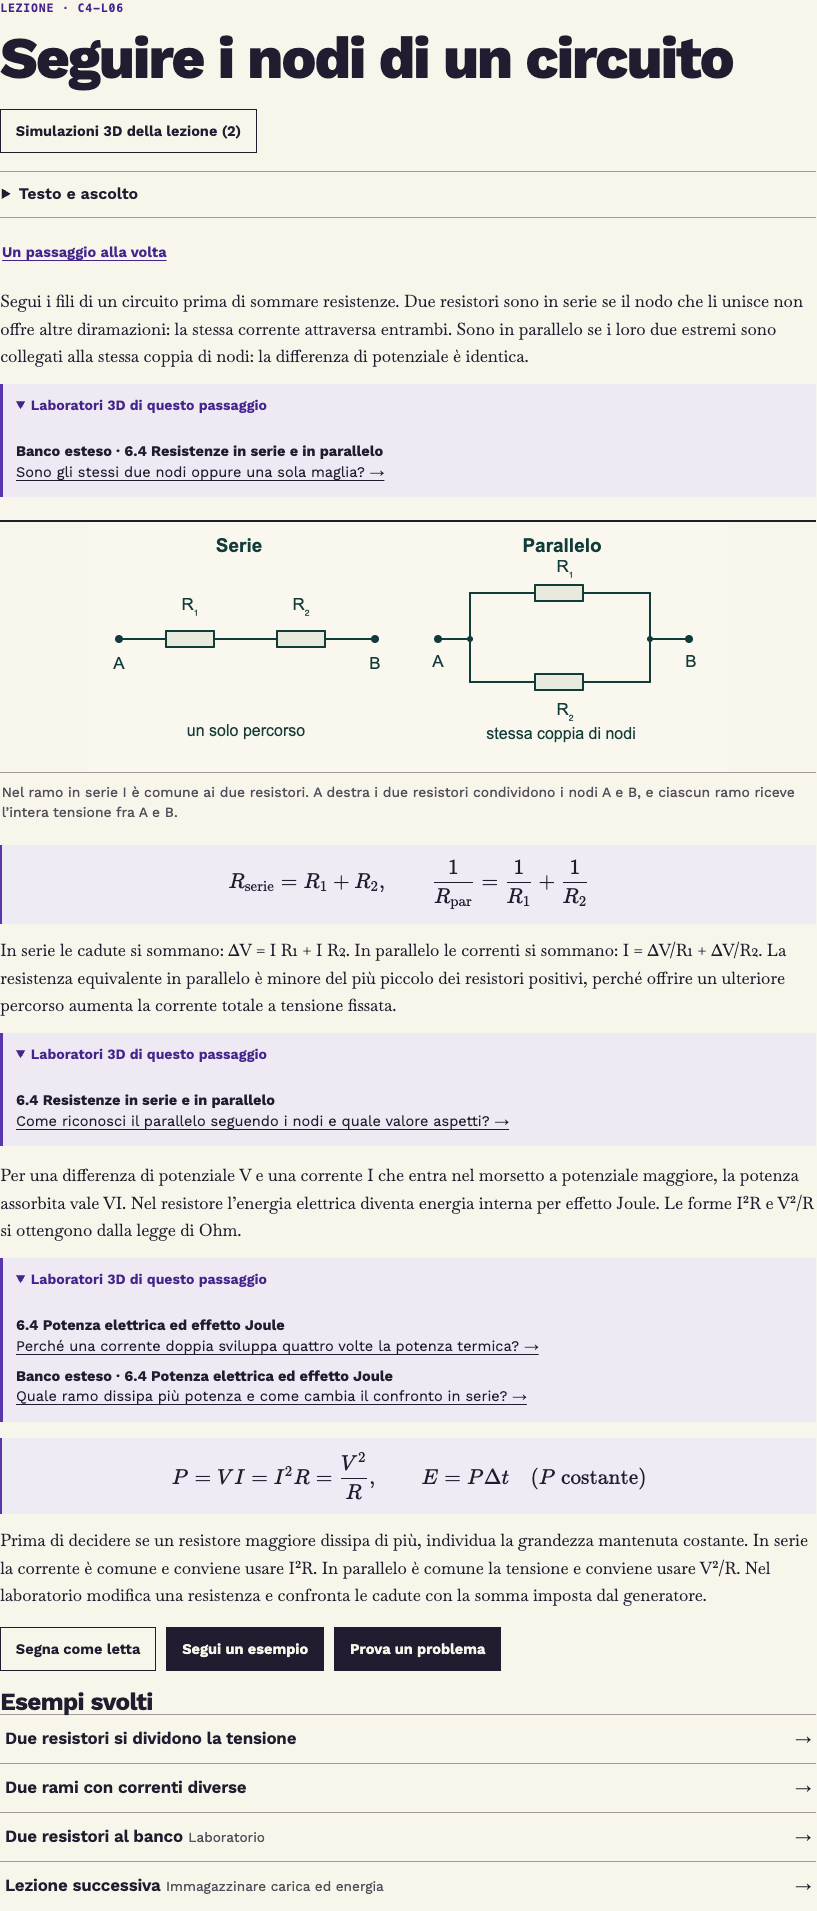 LEZIONE · C4–L06
Seguire i nodi di un circuito
Simulazioni 3D della lezione (2)
▶ Testo e ascolto
Un passaggio alla volta
Segui i fili di un circuito prima di sommare resistenze. Due resistori sono in serie se il nodo che li unisce non
offre altre diramazioni: la stessa corrente attraversa entrambi. Sono in parallelo se i loro due estremi sono
collegati alla stessa coppia di nodi: la differenza di potenziale è identica.
▼ Laboratori 3D di questo passaggio
Banco esteso · 6.4 Resistenze in serie e in parallelo
Sono gli stessi due nodi oppure una sola maglia? →
Serie
Parallelo
R₁
R₂
A
B
un solo percorso
R₁
A
B
R₂
stessa coppia di nodi
Nel ramo in serie I è comune ai due resistori. A destra i due resistori condividono i nodi A e B, e ciascun ramo riceve
l’intera tensione fra A e B.
R_serie = R₁ + R₂, 1/R_par = 1/R₁ + 1/R₂
In serie le cadute si sommano: ΔV = I R₁ + I R₂. In parallelo le correnti si sommano: I = ΔV/R₁ + ΔV/R₂. La
resistenza equivalente in parallelo è minore del più piccolo dei resistori positivi, perché offrire un ulteriore
percorso aumenta la corrente totale a tensione fissata.
▼ Laboratori 3D di questo passaggio
6.4 Resistenze in serie e in parallelo
Come riconosci il parallelo seguendo i nodi e quale valore aspetti? →
Per una differenza di potenziale V e una corrente I che entra nel morsetto a potenziale maggiore, la potenza
assorbita vale VI. Nel resistore l’energia elettrica diventa energia interna per effetto Joule. Le forme I²R e V²/R
si ottengono dalla legge di Ohm.
▼ Laboratori 3D di questo passaggio
6.4 Potenza elettrica ed effetto Joule
Perché una corrente doppia sviluppa quattro volte la potenza termica? →
Banco esteso · 6.4 Potenza elettrica ed effetto Joule
Quale ramo dissipa più potenza e come cambia il confronto in serie? →
P = VI = I²R = V²/R, E = PΔt (P costante)
Prima di decidere se un resistore maggiore dissipa di più, individua la grandezza mantenuta costante. In serie
la corrente è comune e conviene usare I²R. In parallelo è comune la tensione e conviene usare V²/R. Nel
laboratorio modifica una resistenza e confronta le cadute con la somma imposta dal generatore.
Segna come letta
Segui un esempio
Prova un problema
Esempi svolti
Due resistori si dividono la tensione →
Due rami con correnti diverse →
Due resistori al banco Laboratorio →
Lezione successiva Immagazzinare carica ed energia →